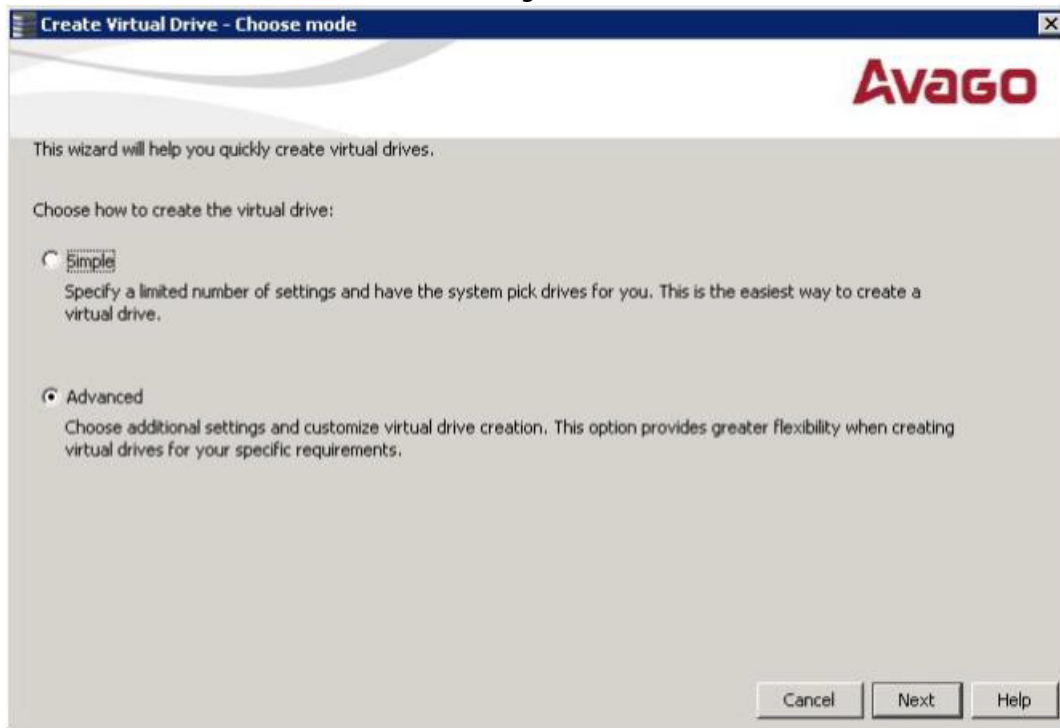 Create Virtual Drive - Choose mode
AVAGO
This wizard will help you quickly create virtual drives.
Choose how to create the virtual drive:
Simple
Specify a limited number of settings and have the system pick drives for you. This is the easiest way to create a
virtual drive.
Advanced
Choose additional settings and customize virtual drive creation. This option provides greater flexibility when creating
virtual drives for your specific requirements.
Cancel
Next
Help